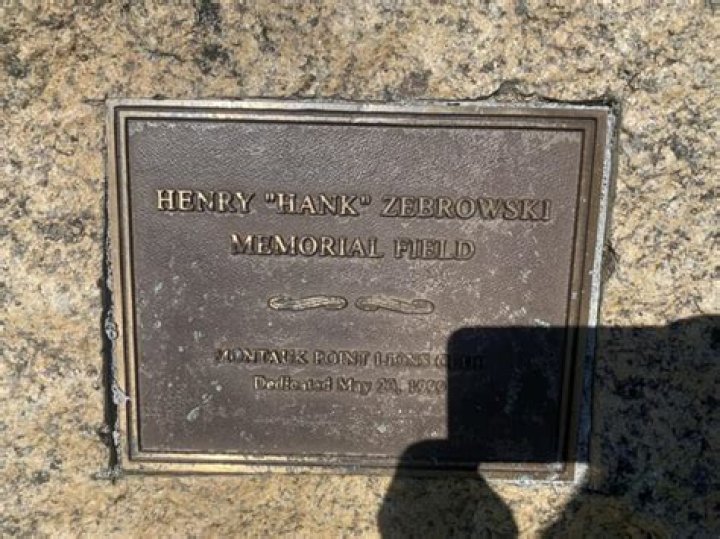 HENRY "HANK" ZEBROWSKI
MEMORIAL FIELD
MONTAUK POINT LIONS CLUB
Dedicated May